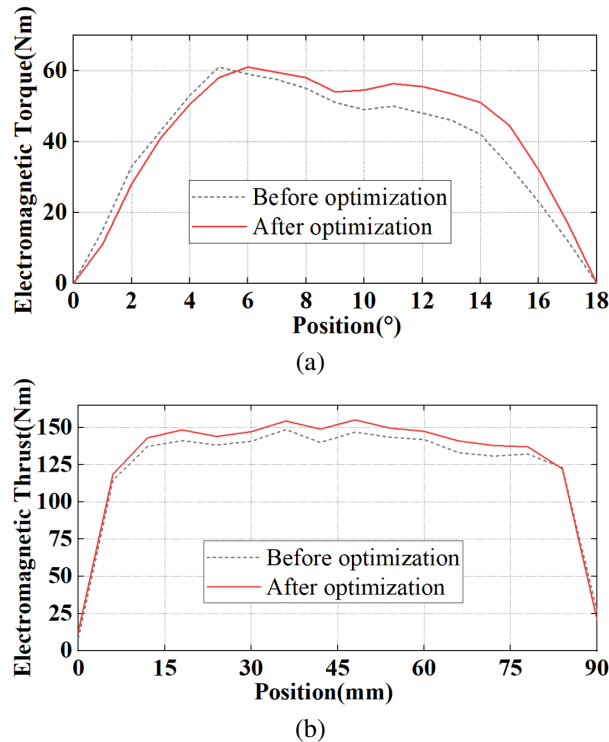 (a)
Electromagnetic Torque(Nm)
60
40
20
0
Before optimization
After optimization
0 2 4 6 8 10 12 14 16 18
Position(°)
(a)
Electromagnetic Thrust(Nm)
150
125
100
75
50
25
0
Before optimization
After optimization
0 15 30 45 60 75 90
Position(mm)
(b)